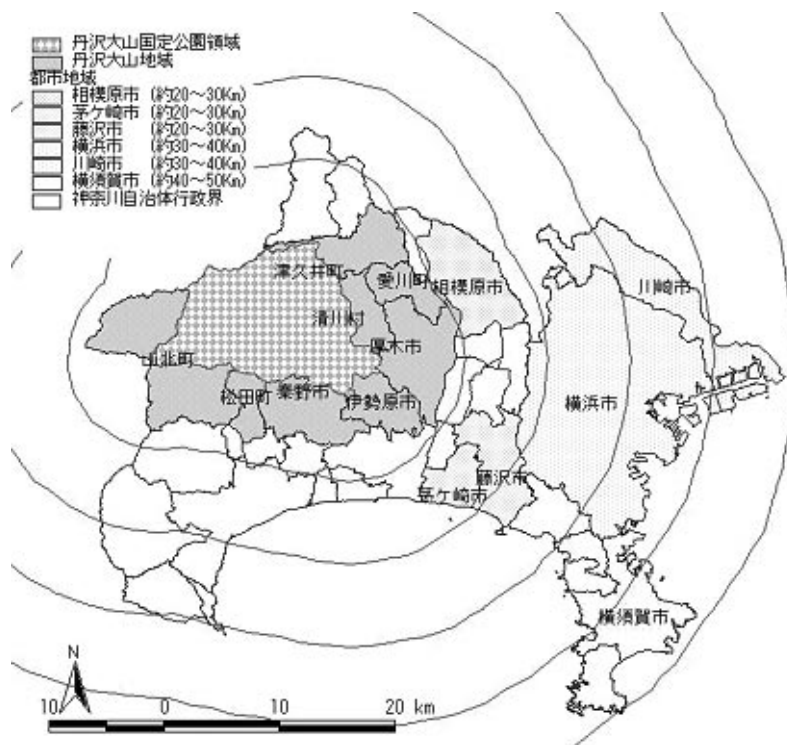 丹沢大山国定公園領域
丹沢大山地域
都市地域
相模原市 (約20～30Km)
茅ケ崎市 (約20～30Km)
藤沢市 (約20～30Km)
横浜市 (約30～40Km)
川崎市 (約30～40Km)
横須賀市 (約40～50Km)
神奈川自治体行政界
津久井町
愛川町
相模原市
川崎市
清川村
厚木市
山北町
松田町
秦野市
伊勢原市
横浜市
藤沢市
茅ケ崎市
横須賀市
N
10 0 10 20 km